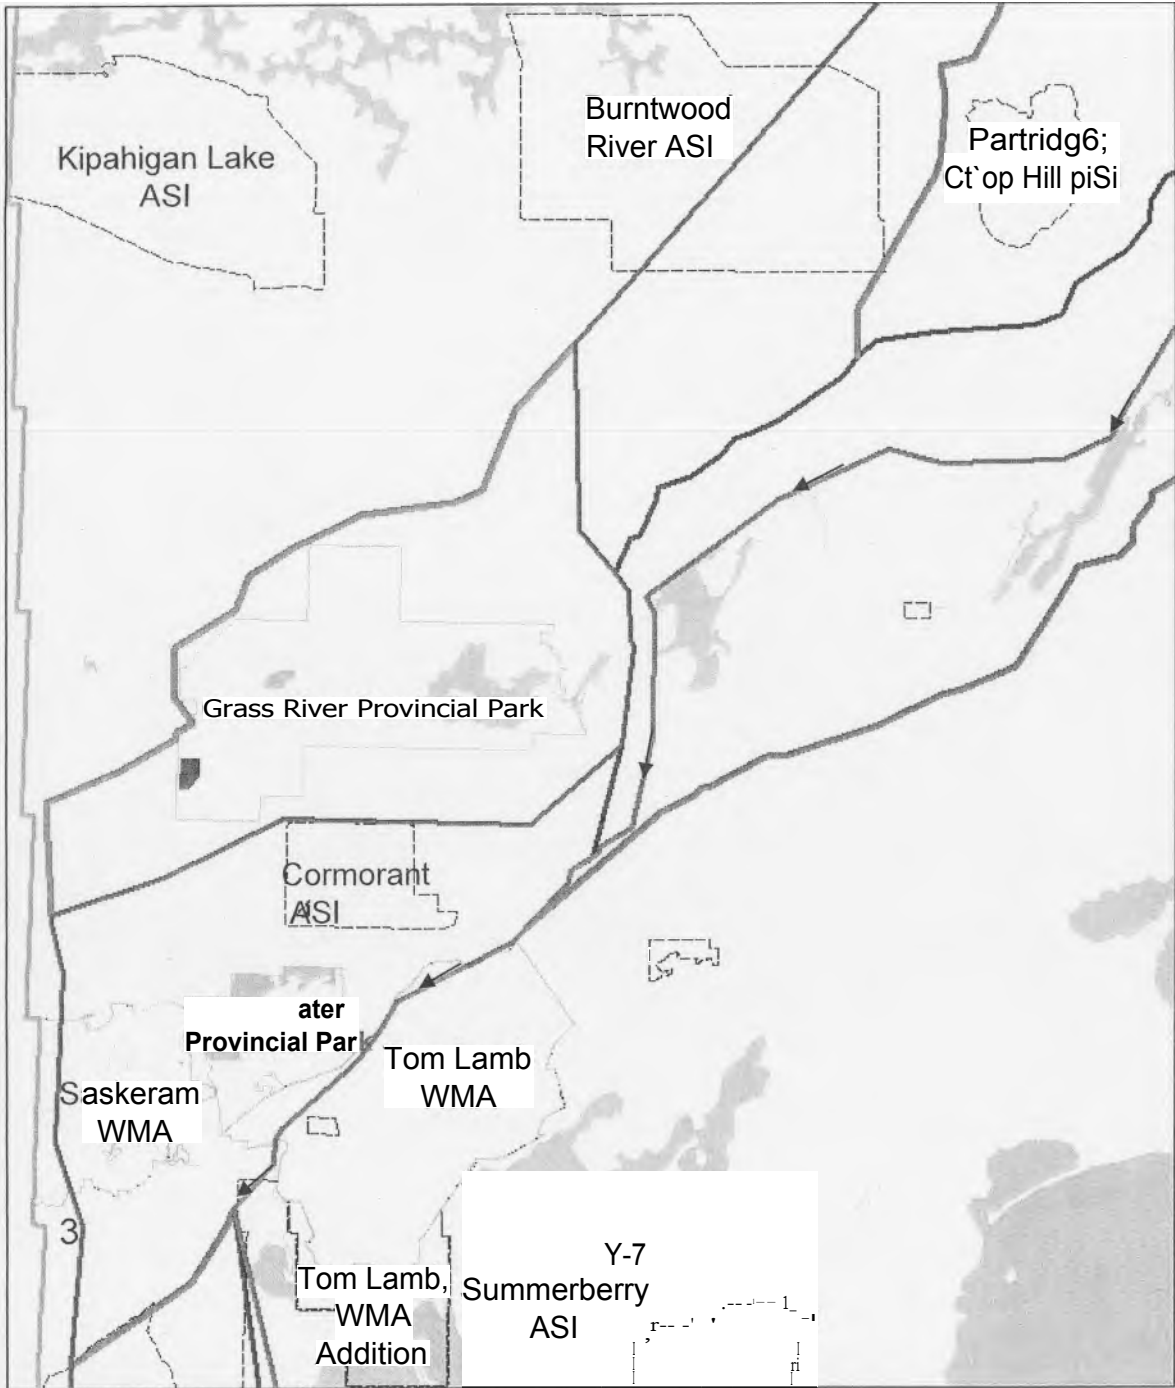 Burntwood
River ASI
Kipahigan Lake
ASI
Partridg6;
Ct`op Hill piSi
Grass River Provincial Park
Cormorant
ASI
ater
Provincial Park
Tom Lamb
WMA
Saskeram
WMA
3
Y-7
Summerberry
ASI
Tom Lamb,
WMA
Addition